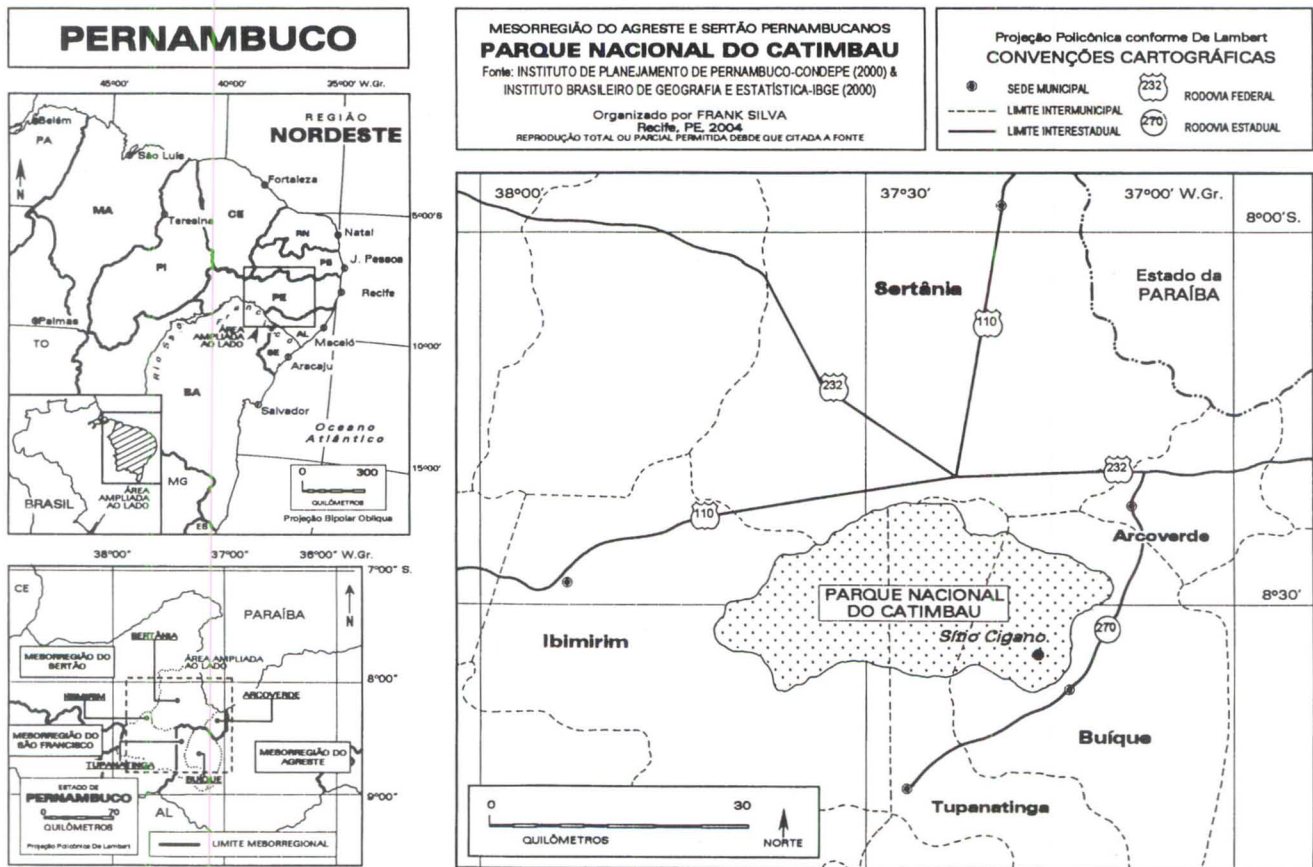 PERNAMBUCO
45°00' 40°00' 35°00' W.Gr.
REGIÃO
NORDESTE
Belém
PA
São Luís
N
Fortaleza
MA
CE
5°00'S
Teresina
RN
Natal
PI
PB
J. Pessoa
PE
Recife
Palmas
TO
Rio São Francisco
ÁREA
AMPLIADA
AO LADO
AL
Maceió
SE
10°00'
Aracaju
BA
Salvador
Oceano
Atlântico
15°00'
0 300
QUILÔMETROS
MG
ÁREA
AMPLIADA
AO LADO
BRASIL
ES
Projeção Bipolar Obliqua
38°00" 37°00" 36°00" W.Gr.
7°00" S.
CE
PARAÍBA
N
SERTÂNIA
MESORREGIÃO DO
SERTÃO
ÁREA AMPLIADA
AO LADO
8°00"
IBIMIRIM
ARCOVERDE
MESORREGIÃO DO
SÃO FRANCISCO
MESORREGIÃO DO
AGRESTE
TUPANATINGA
BUÍQUE
ESTADO DE
PERNAMBUCO
0 70
QUILÔMETROS
Projeção Policônica De Lambert
9°00"
AL
LIMITE MESORREGIONAL
MESORREGIÃO DO AGRESTE E SERTÃO PERNAMBUCANOS
PARQUE NACIONAL DO CATIMBAU
Fonte: INSTITUTO DE PLANEJAMENTO DE PERNAMBUCO-CONDEPE (2000) &
INSTITUTO BRASILEIRO DE GEOGRAFIA E ESTATÍSTICA-IBGE (2000)
Organizado por FRANK SILVA
Recife, PE, 2004
REPRODUÇÃO TOTAL OU PARCIAL PERMITIDA DESDE QUE CITADA A FONTE
Projeção Policônica conforme De Lambert
CONVENÇÕES CARTOGRÁFICAS
SEDE MUNICIPAL
232 RODOVIA FEDERAL
LIMITE INTERMUNICIPAL
LIMITE INTERESTADUAL
270 RODOVIA ESTADUAL
38°00' 37°30' 37°00' W.Gr.
8°00'S.
Sertânia
Estado da
PARAÍBA
110
232
232
110
Arcoverde
PARQUE NACIONAL
DO CATIMBAU
8°30'
Sítio Cigano
270
Ibimirim
Buíque
Tupanatinga
0 30
QUILÔMETROS
NORTE